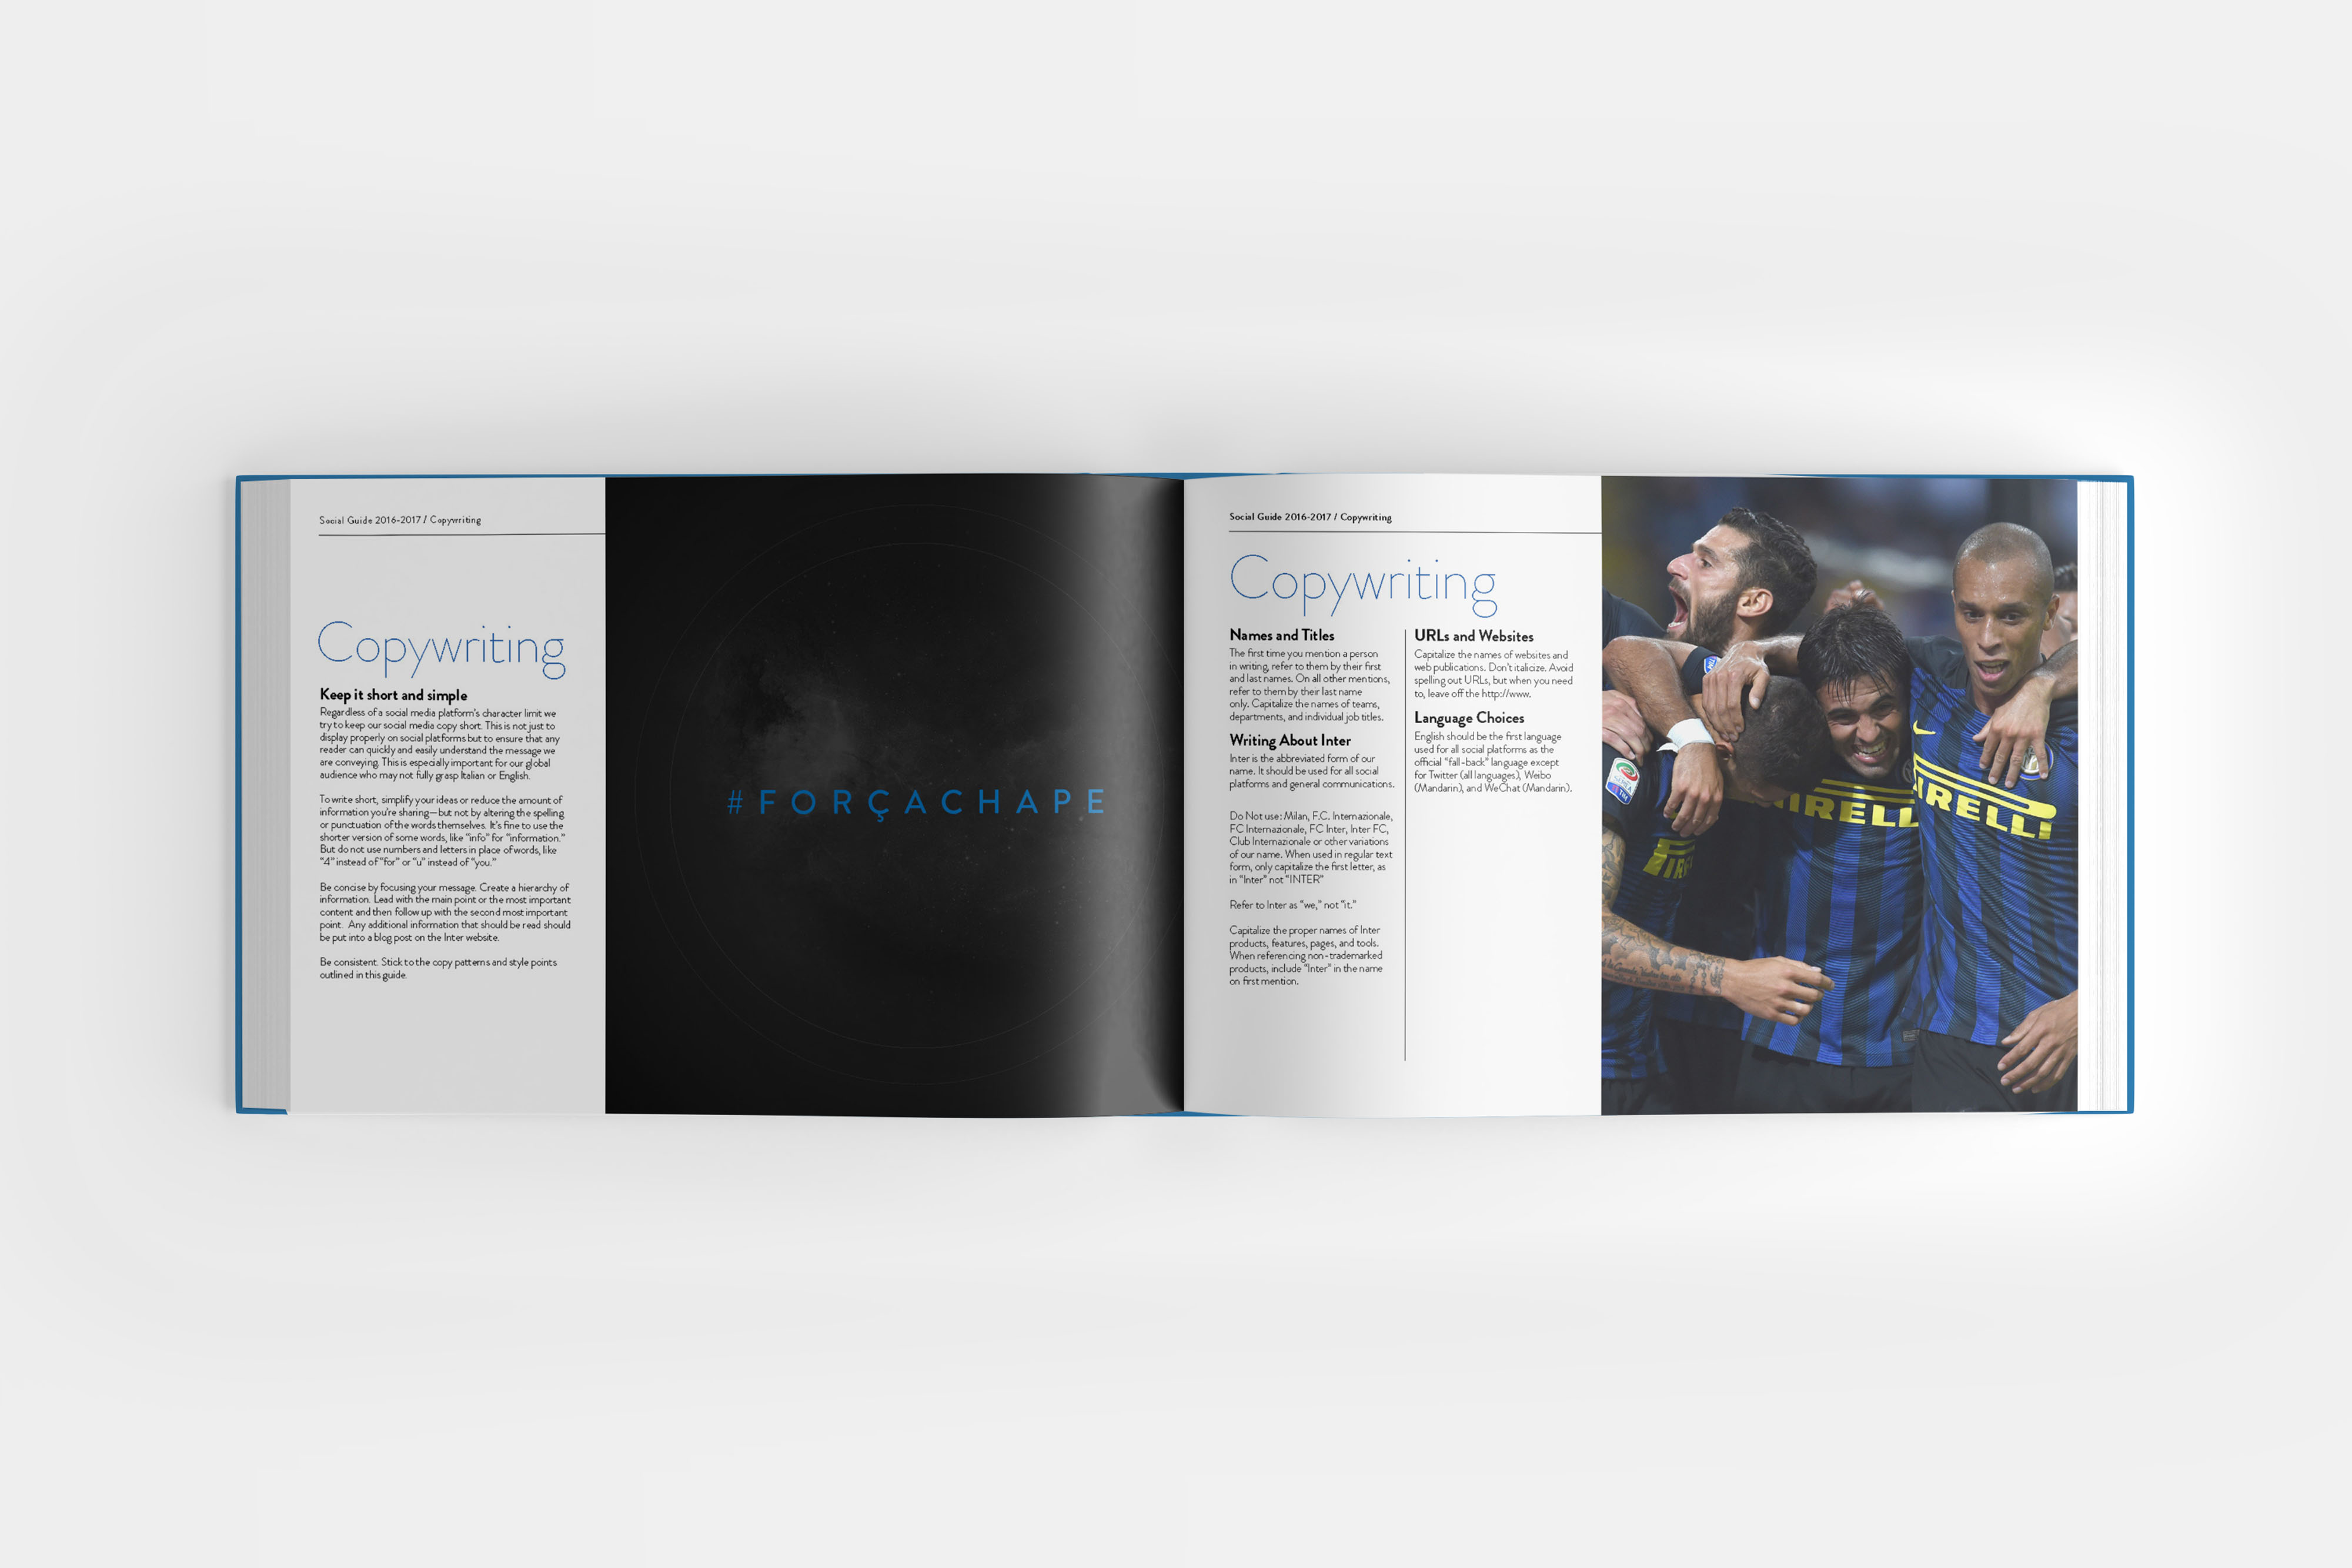 Social Guide 2016-2017 / Copywriting
Copywriting
Keep it short and simple
Regardless of a social media platform's character limit we
try to keep our social media copy short. This is not just to
display properly on social platforms but to ensure that any
reader can quickly and easily understand the message we
are conveying. This is especially important for our global
audience who may not fully grasp Italian or English.
To write short, simplify your ideas or reduce the amount of
information you're sharing—but not by altering the spelling
or punctuation of the words themselves. It's fine to use the
shorter version of some words, like "info" for "information."
But do not use numbers and letters in place of words, like
"4" instead of "for" or "u" instead of "you."
Be concise by focusing your message. Create a hierarchy of
information. Lead with the main point or the most important
content and then follow up with the second most important
point. Any additional information that should be read should
be put into a blog post on the Inter website.
Be consistent. Stick to the copy patterns and style points
outlined in this guide.
#FORÇACHAPE
Social Guide 2016-2017 / Copywriting
Copywriting
Names and Titles
The first time you mention a person
in writing, refer to them by their first
and last names. On all other mentions,
refer to them by their last name
only. Capitalize the names of teams,
departments, and individual job titles.
Writing About Inter
Inter is the abbreviated form of our
name. It should be used for all social
platforms and general communications.
Do Not use: Milan, F.C. Internazionale,
FC Internazionale, FC Inter, Inter FC,
Club Internazionale or other variations
of our name. When used in regular text
form, only capitalize the first letter, as
in "Inter" not "INTER"
Refer to Inter as "we," not "it."
Capitalize the proper names of Inter
products, features, pages, and tools.
When referencing non-trademarked
products, include "Inter" in the name
on first mention.
URLs and Websites
Capitalize the names of websites and
web publications. Don't italicize. Avoid
spelling out URLs, but when you need
to, leave off the http://www.
Language Choices
English should be the first language
used for all social platforms as the
official "fall-back" language except
for Twitter (all languages), Weibo
(Mandarin), and WeChat (Mandarin).
IRELL
IRELLI